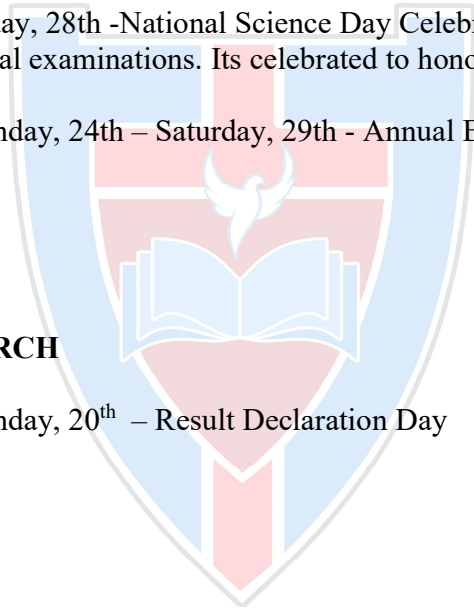 ay, 28th -National Science Day Celebr
al examinations. Its celebrated to hono
nday, 24th – Saturday, 29th - Annual E
RCH
nday, 20th – Result Declaration Day